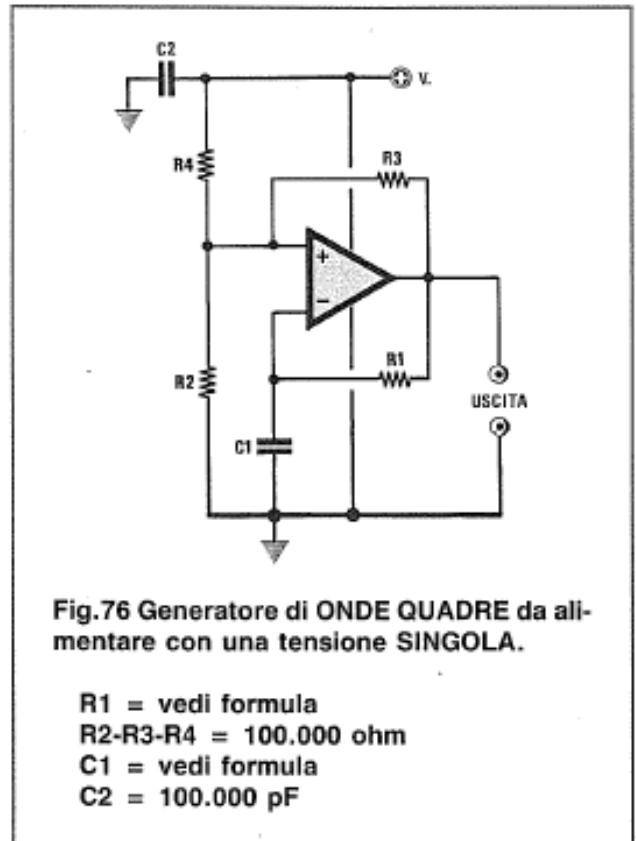 C2
V.
R4
R3
+
−
R2
R1
USCITA
C1
Fig.76 Generatore di ONDE QUADRE da ali-
mentare con una tensione SINGOLA.
R1 = vedi formula
R2-R3-R4 = 100.000 ohm
C1 = vedi formula
C2 = 100.000 pF